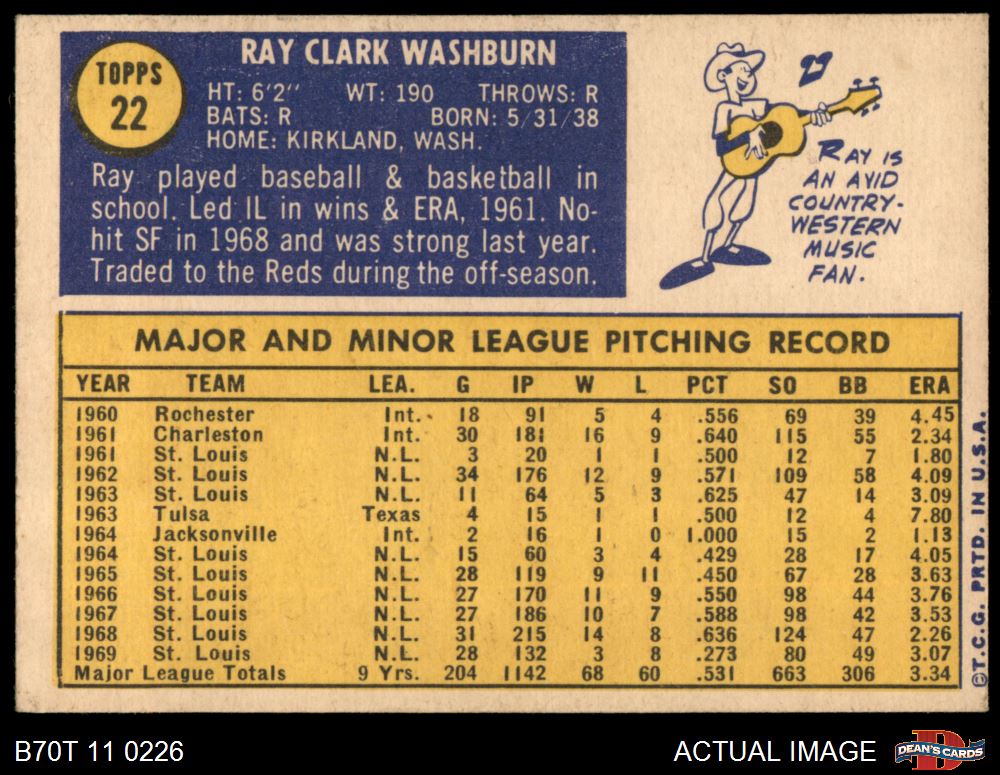 TOPPS
22
RAY CLARK WASHBURN
HT: 6'2" WT: 190 THROWS: R
BATS: R BORN: 5/31/38
HOME: KIRKLAND, WASH.
Ray played baseball & basketball in
school. Led IL in wins & ERA, 1961. No-
hit SF in 1968 and was strong last year.
Traded to the Reds during the off-season.
RAY IS
AN AVID
COUNTRY-
WESTERN
MUSIC
FAN.
MAJOR AND MINOR LEAGUE PITCHING RECORD
YEAR TEAM LEA. G IP W L PCT SO BB ERA
1960 Rochester Int. 18 91 5 4 .556 69 39 4.45
1961 Charleston Int. 30 181 16 9 .640 115 55 2.34
1961 St. Louis N.L. 3 20 1 1 .500 12 7 1.80
1962 St. Louis N.L. 34 176 12 9 .571 109 58 4.09
1963 St. Louis N.L. 11 64 5 3 .625 47 14 3.09
1963 Tulsa Texas 4 15 1 1 .500 12 4 7.80
1964 Jacksonville Int. 2 16 1 0 1.000 15 2 1.13
1964 St. Louis N.L. 15 60 3 4 .429 28 17 4.05
1965 St. Louis N.L. 28 119 9 11 .450 67 28 3.63
1966 St. Louis N.L. 27 170 11 9 .550 98 44 3.76
1967 St. Louis N.L. 27 186 10 7 .588 98 42 3.53
1968 St. Louis N.L. 31 215 14 8 .636 124 47 2.26
1969 St. Louis N.L. 28 132 3 8 .273 80 49 3.07
Major League Totals 9 Yrs. 204 1142 68 60 .531 663 306 3.34
©T.C.G. PRTD. IN U.S.A.
B70T 11 0226
ACTUAL IMAGE
B
DEAN'S CARDS